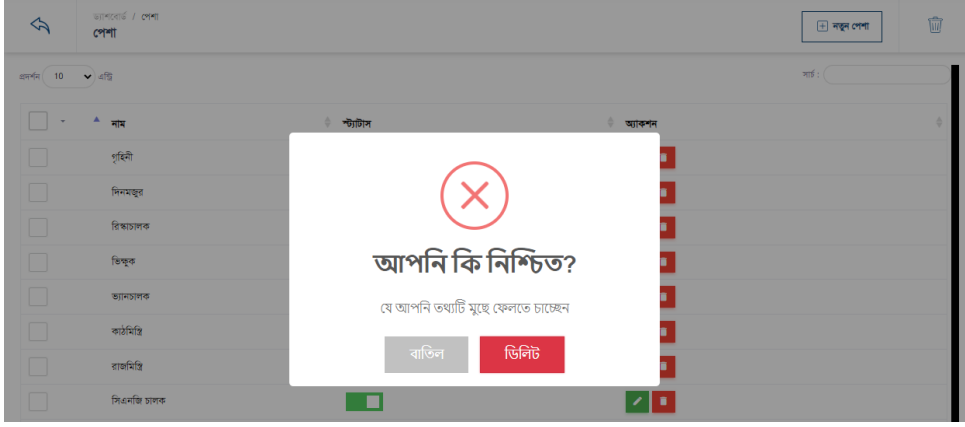 ড্যাশবোর্ড / পেশা
পেশা
নতুন পেশা
প্রদর্শন 10 এন্ট্রি
সার্চ :
নাম স্ট্যাটাস অ্যাকশন
গৃহিনী
দিনমজুর
রিক্সাচালক
ভিক্ষুক
ভ্যানচালক
কাঠমিস্ত্রি
রাজমিস্ত্রি
সিএনজি চালক
আপনি কি নিশ্চিত?
যে আপনি তথ্যটি মুছে ফেলতে চাচ্ছেন
বাতিল ডিলিট